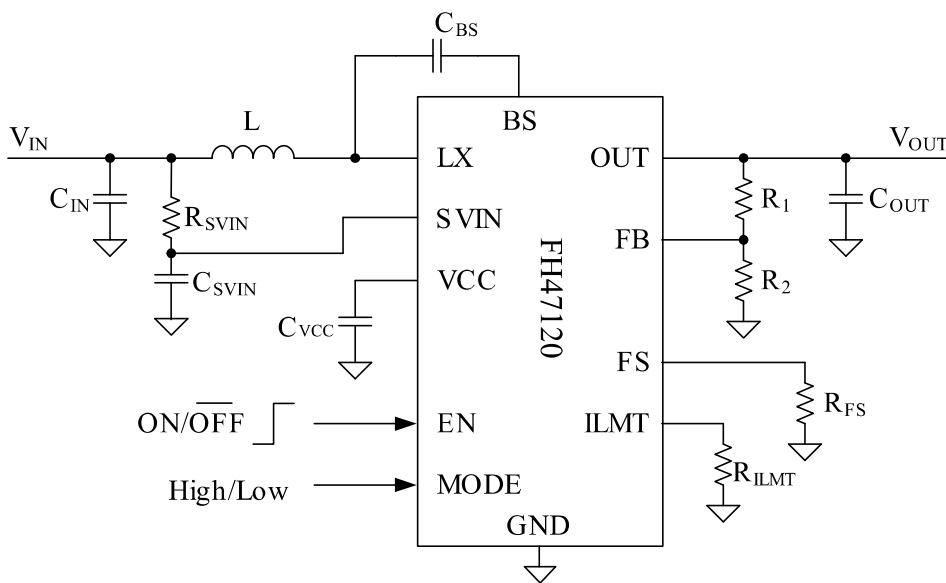 C_BS
V_IN
L
BS
LX
OUT
V_OUT
C_IN
R_SVIN
SVIN
R_1
C_OUT
FB
C_SVIN
VCC
R_2
C_VCC
FH47120
FS
R_FS
ON/OFF
EN
ILMT
R_ILMT
High/Low
MODE
GND